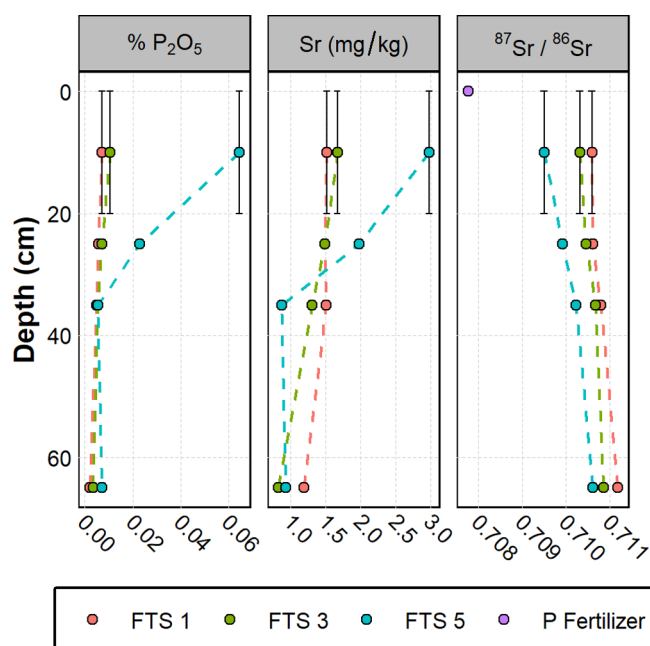 % P₂O₅ Sr (mg/kg) ⁸⁷Sr / ⁸⁶Sr
Depth (cm)
0
20
40
60
0.00 0.02 0.04 0.06 1.0 1.5 2.0 2.5 3.0 0.708 0.709 0.710 0.711
FTS 1 FTS 3 FTS 5 P Fertilizer